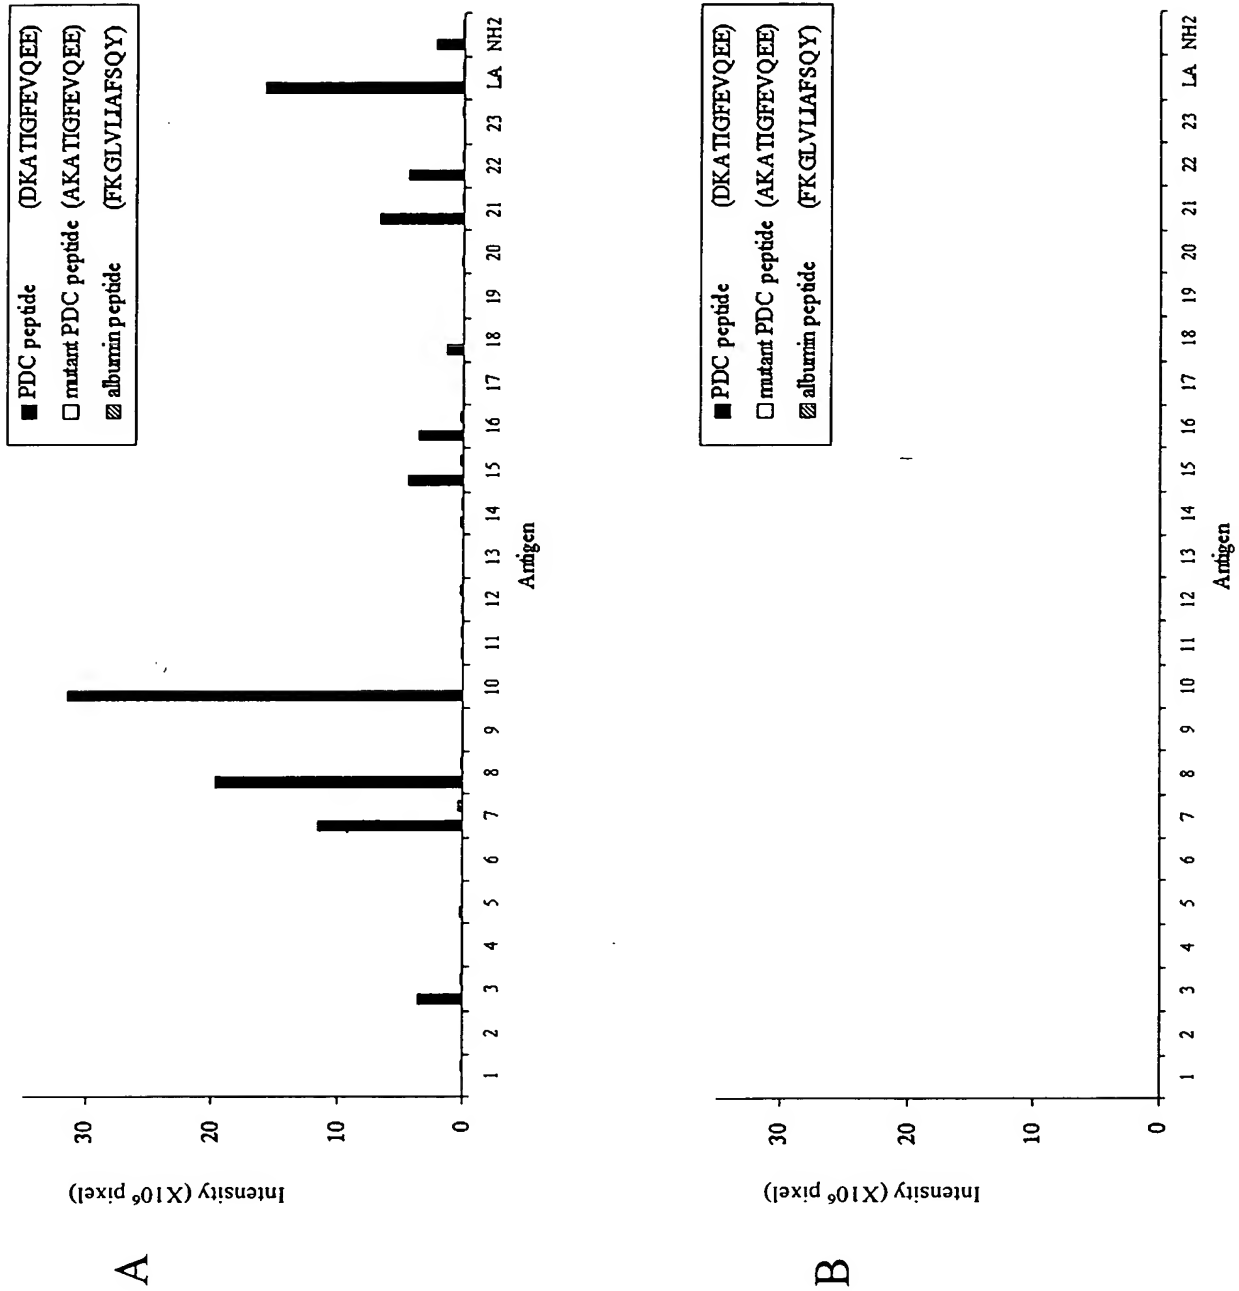 A
PDC peptide (DKATIGFEVQEE)
mutant PDC peptide (AKATIGFEVQEE)
albumin peptide (FKGLVLIAFSQY)
Intensity (X10⁶ pixel)
30
20
10
0
1 2 3 4 5 6 7 8 9 10 11 12 13 14 15 16 17 18 19 20 21 22 23 LA NH2
Antigen
B
PDC peptide (DKATIGFEVQEE)
mutant PDC peptide (AKATIGFEVQEE)
albumin peptide (FKGLVLIAFSQY)
Intensity (X10⁶ pixel)
30
20
10
0
1 2 3 4 5 6 7 8 9 10 11 12 13 14 15 16 17 18 19 20 21 22 23 LA NH2
Antigen